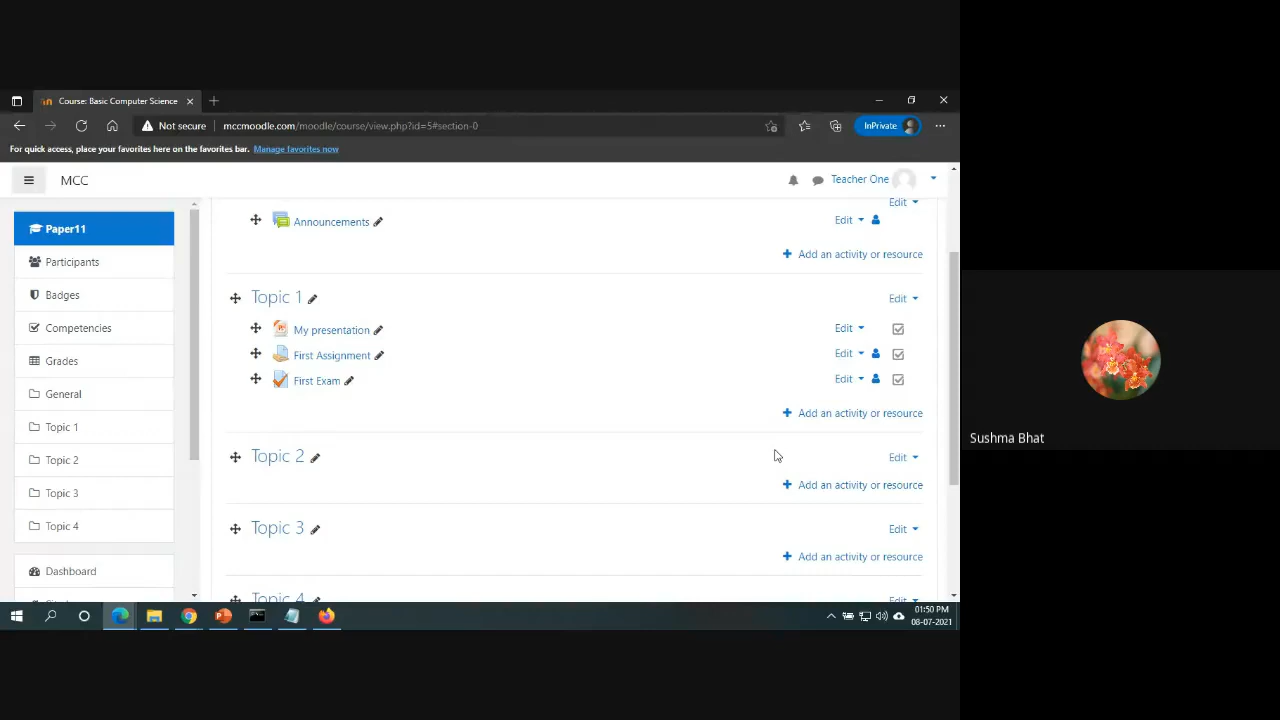 Course: Basic Computer Science
Not secure mccmoodle.com/moodle/course/view.php?id=5#section-0
InPrivate
For quick access, place your favorites here on the favorites bar. Manage favorites now
MCC
Teacher One
Paper11
Participants
Badges
Competencies
Grades
General
Topic 1
Topic 2
Topic 3
Topic 4
Dashboard
Edit
Announcements Edit
Add an activity or resource
Topic 1 Edit
My presentation Edit
First Assignment Edit
First Exam Edit
Add an activity or resource
Topic 2 Edit
Add an activity or resource
Topic 3 Edit
Add an activity or resource
Topic 4 Edit
01:50 PM
08-07-2021
Sushma Bhat